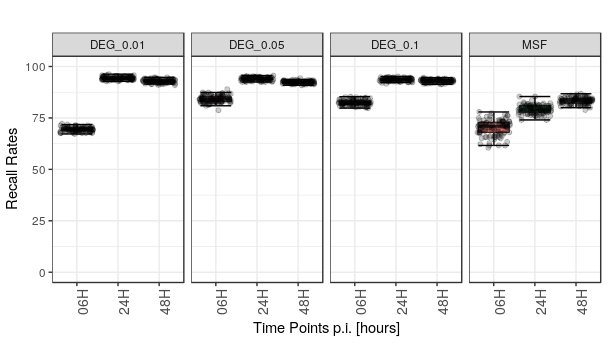 DEG_0.01 DEG_0.05 DEG_0.1 MSF
100
75
50
25
0
Recall Rates
06H 24H 48H 06H 24H 48H 06H 24H 48H 06H 24H 48H
Time Points p.i. [hours]